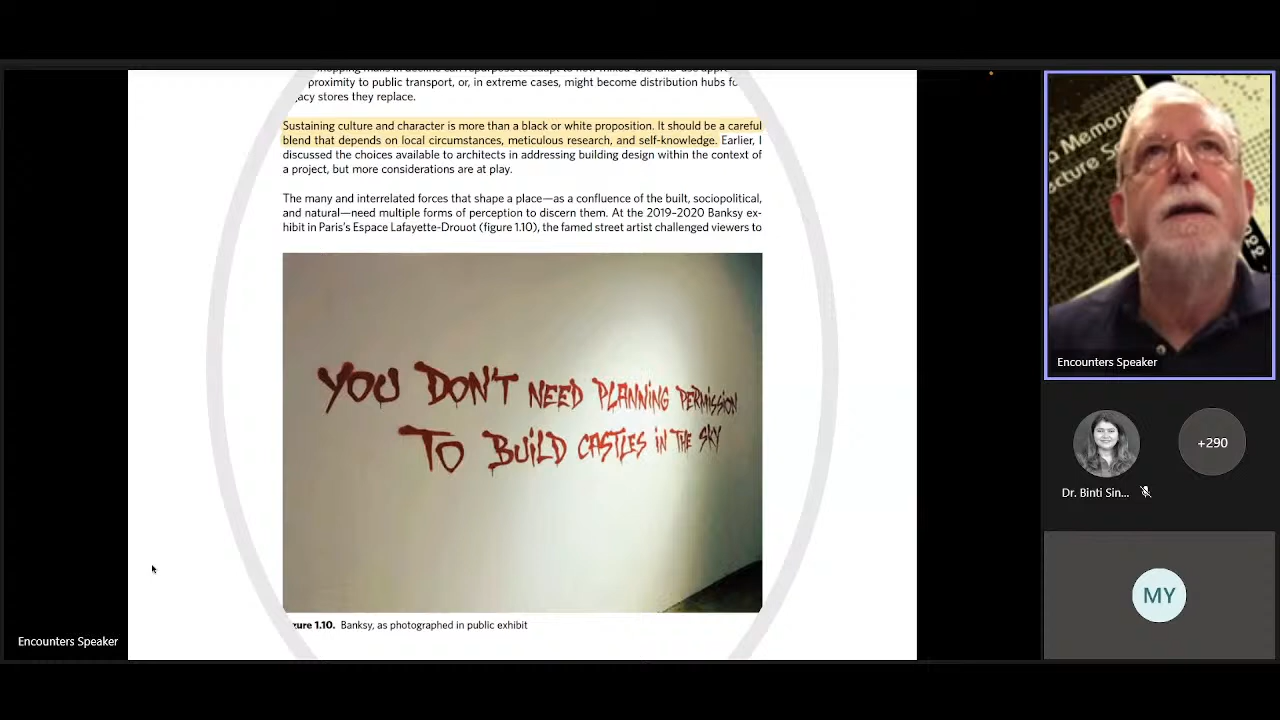 proximity to public transport, or, in extreme cases, might become distribution hubs
acy stores they replace.
Sustaining culture and character is more than a black or white proposition. It should be a careful
blend that depends on local circumstances, meticulous research, and self-knowledge. Earlier, I
discussed the choices available to architects in addressing building design within the context of
a project, but more considerations are at play.
The many and interrelated forces that shape a place—as a confluence of the built, sociopolitical,
and natural—need multiple forms of perception to discern them. At the 2019–2020 Banksy ex-
hibit in Paris's Espace Lafayette-Drouot (figure 1.10), the famed street artist challenged viewers to
YOU DON'T NEED PLANNING PERMISSION
TO BUILD CASTLES IN THE SKY
ure 1.10. Banksy, as photographed in public exhibit
Encounters Speaker
a Memori
cture S
Encounters Speaker
+290
Dr. Binti Sin...
MY